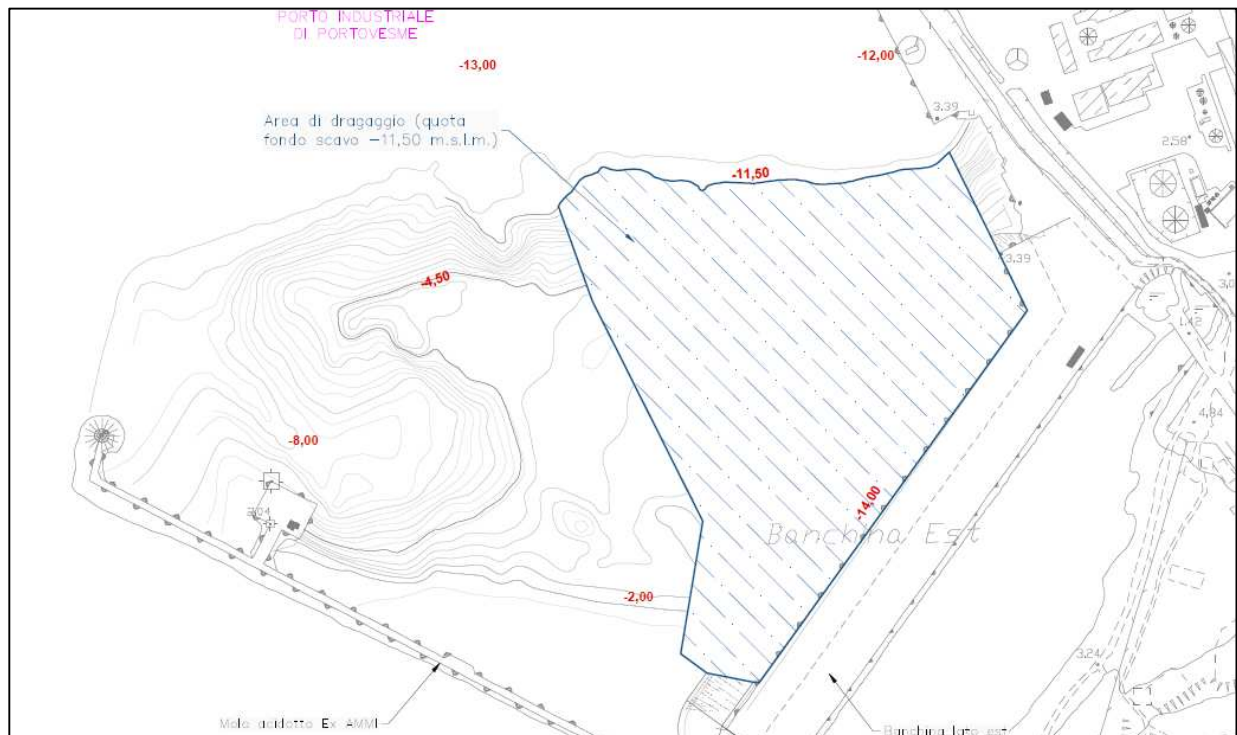 PORTO INDUSTRIALE
DI PORTOVESME
-13,00
-12,00
3.39
Area di dragaggio (quota
fondo scavo -11,50 m.s.l.m.)
2.58
-11,50
3.39
-4,50
1.42
4.84
-8,00
-14,00
Banchina Est
-2,00
3.24
Molo acidotto Ex AMMI
Banchina lato est